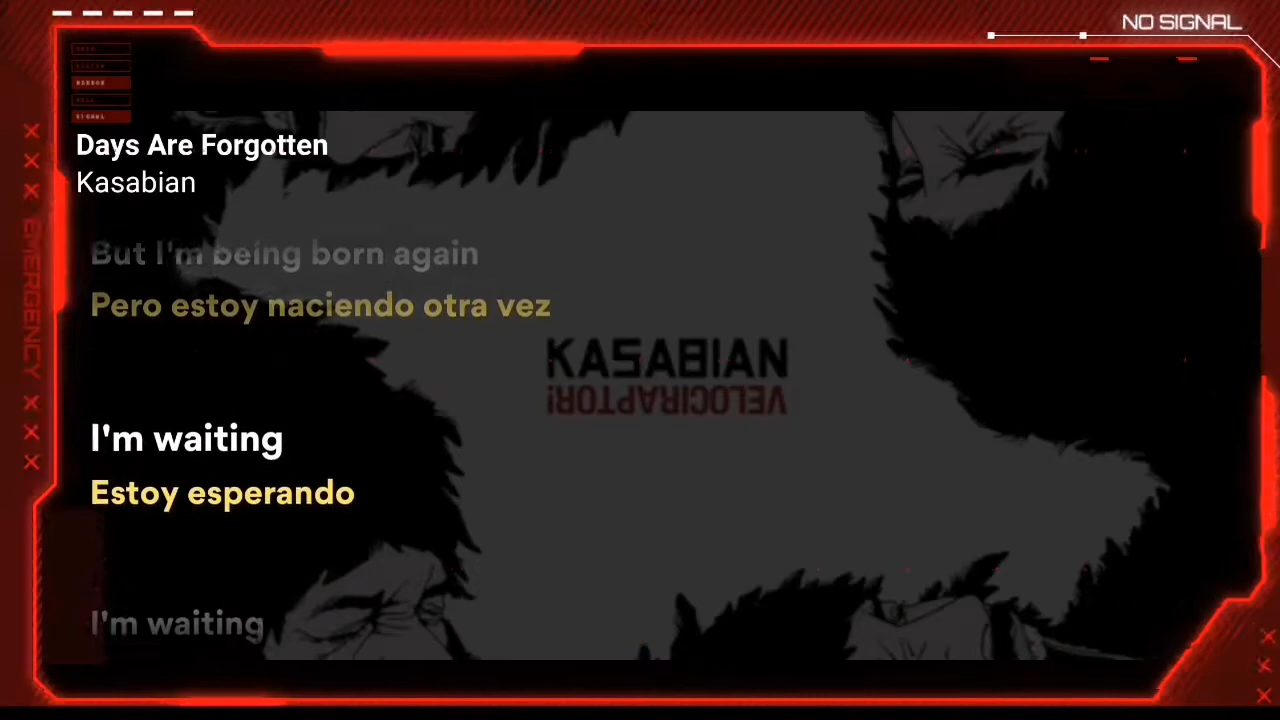 NO SIGNAL
SIGNAL
Days Are Forgotten
Kasabian
But I'm being born again
Pero estoy naciendo otra vez
KASABIAN
VELOCIRAPTOR!
I'm waiting
Estoy esperando
I'm waiting
EMERGENCY